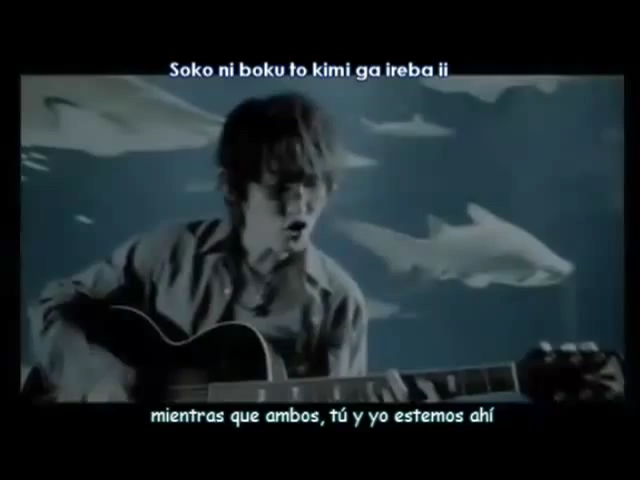 Soko ni boku to kimi ga ireba ii
mientras que ambos, tú y yo estemos ahí